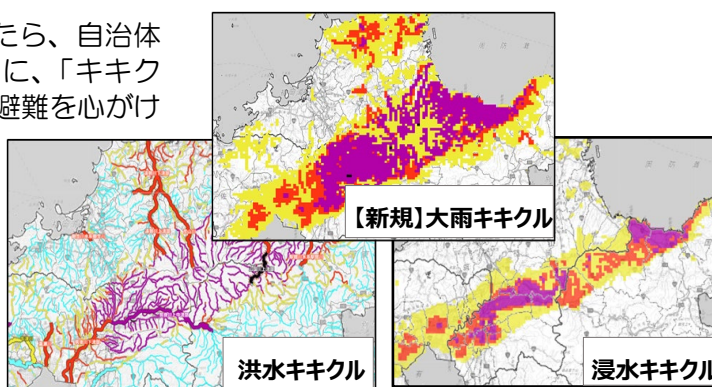 たら、自治体
に、「キキク
避難を心がけ
【新規】大雨キキクル
洪水キキクル
浸水キキクル